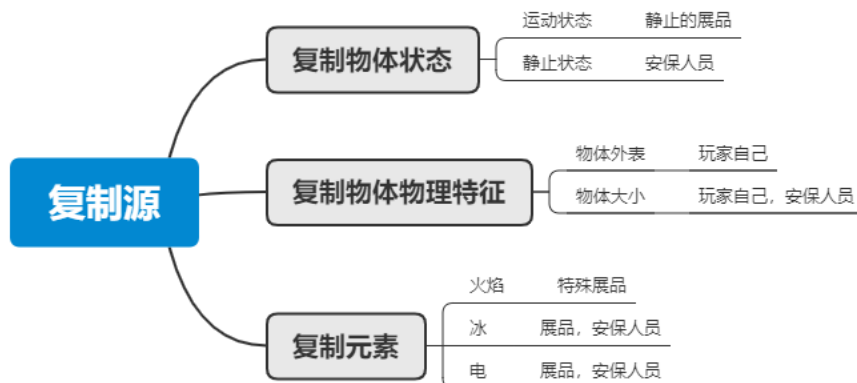 复制源
复制物体状态
运动状态 静止的展品
静止状态 安保人员
复制物体物理特征
物体外表 玩家自己
物体大小 玩家自己，安保人员
复制元素
火焰 特殊展品
冰 展品，安保人员
电 展品，安保人员